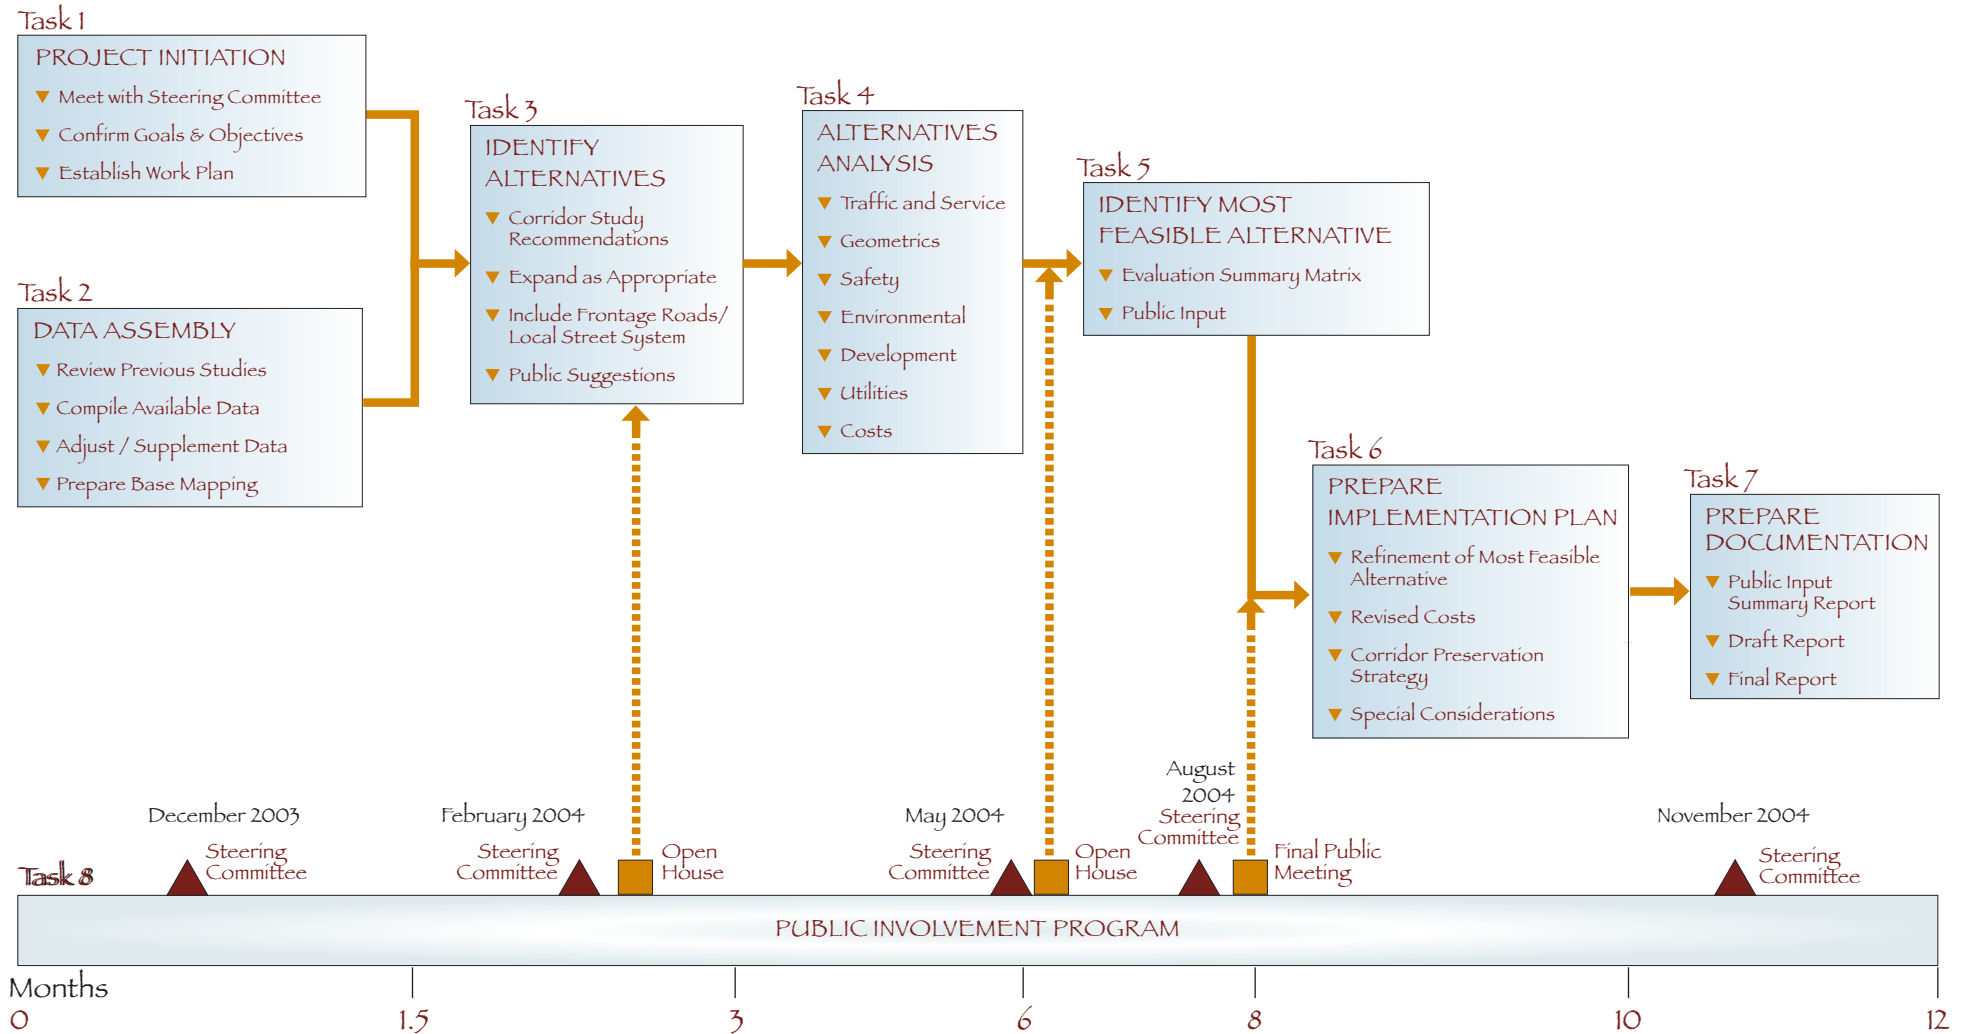 Task 1
PROJECT INITIATION
Meet with Steering Committee
Confirm Goals & Objectives
Establish Work Plan
Task 2
DATA ASSEMBLY
Review Previous Studies
Compile Available Data
Adjust / Supplement Data
Prepare Base Mapping
Task 3
IDENTIFY
ALTERNATIVES
Corridor Study
Recommendations
Expand as Appropriate
Include Frontage Roads/
Local Street System
Public Suggestions
Task 4
ALTERNATIVES
ANALYSIS
Traffic and Service
Geometrics
Safety
Environmental
Development
Utilities
Costs
Task 5
IDENTIFY MOST
FEASIBLE ALTERNATIVE
Evaluation Summary Matrix
Public Input
Task 6
PREPARE
IMPLEMENTATION PLAN
Refinement of Most Feasible
Alternative
Revised Costs
Corridor Preservation
Strategy
Special Considerations
Task 7
PREPARE
DOCUMENTATION
Public Input
Summary Report
Draft Report
Final Report
Task 8
December 2003
Steering
Committee
February 2004
Steering
Committee
Open
House
May 2004
Steering
Committee
Open
House
August
2004
Steering
Committee
Final Public
Meeting
November 2004
Steering
Committee
PUBLIC INVOLVEMENT PROGRAM
Months
0 1.5 3 6 8 10 12